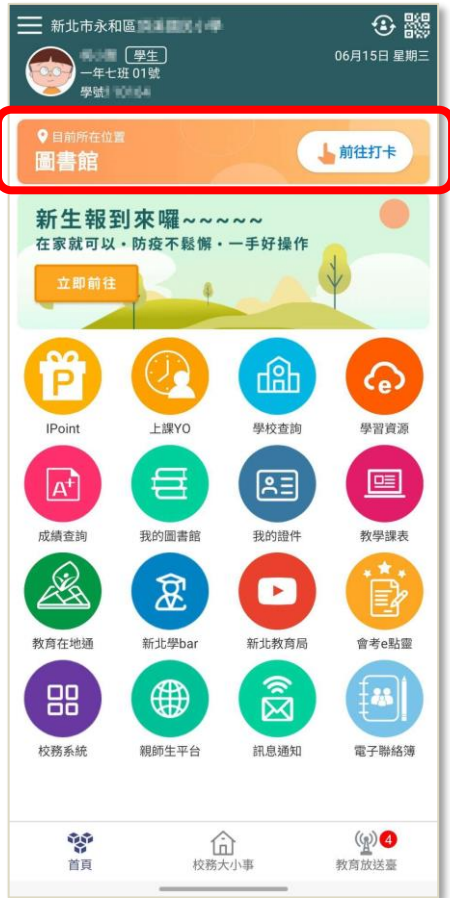 新北市永和區
學生
06月15日 星期三
一年七班 01號
學號
目前所在位置
圖書館
前往打卡
新生報到來囉~~~~~
在家就可以・防疫不鬆懈・一手好操作
立即前往
P
e
IPoint
上課YO
學校查詢
學習資源
A+
成績查詢
我的圖書館
我的證件
教學課表
教育在地通
新北學bar
新北教育局
會考e點靈
校務系統
親師生平台
訊息通知
電子聯絡簿
4
首頁
校務大小事
教育放送臺